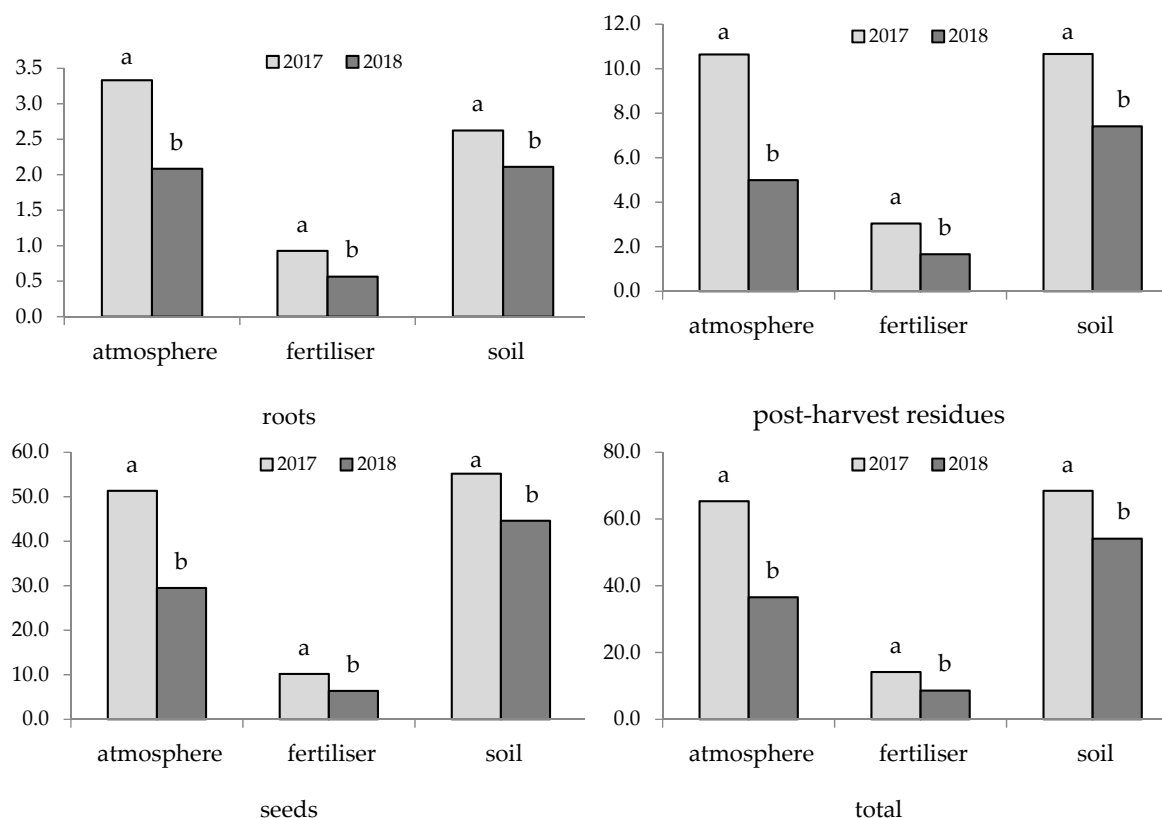 2017 2018
3.5
3.0
2.5
2.0
1.5
1.0
0.5
0.0
a
b
a
b
a
b
atmosphere fertiliser soil
roots
2017 2018
12.0
10.0
8.0
6.0
4.0
2.0
0.0
a
b
a
b
a
b
atmosphere fertiliser soil
post-harvest residues
2017 2018
60.0
50.0
40.0
30.0
20.0
10.0
0.0
a
b
a
b
a
b
atmosphere fertiliser soil
seeds
2017 2018
80.0
60.0
40.0
20.0
0.0
a
b
a
b
a
b
atmosphere fertiliser soil
total